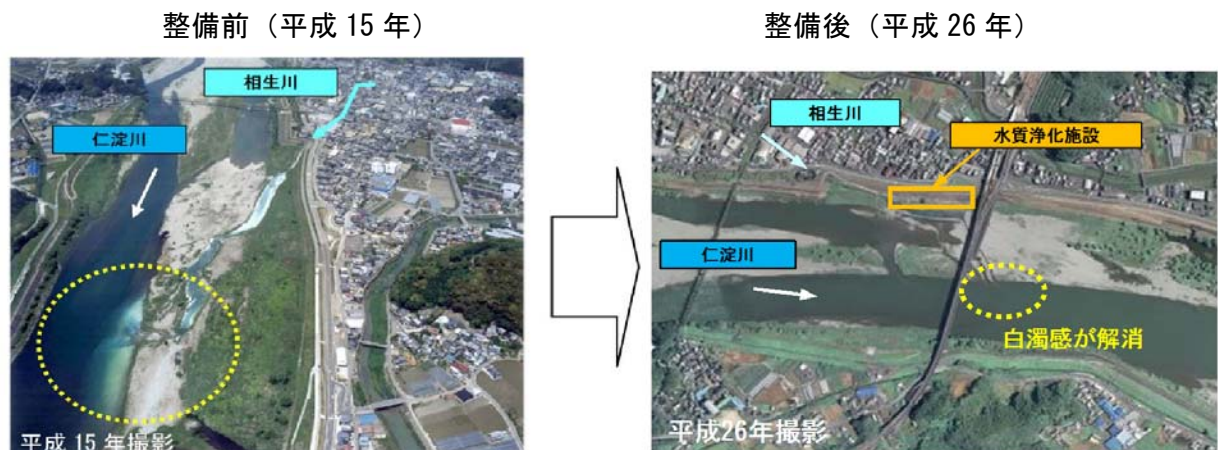 整備前（平成 15 年）
整備後（平成 26 年）
相生川
仁淀川
平成 15 年撮影
相生川
水質浄化施設
仁淀川
白濁感が解消
平成26年撮影